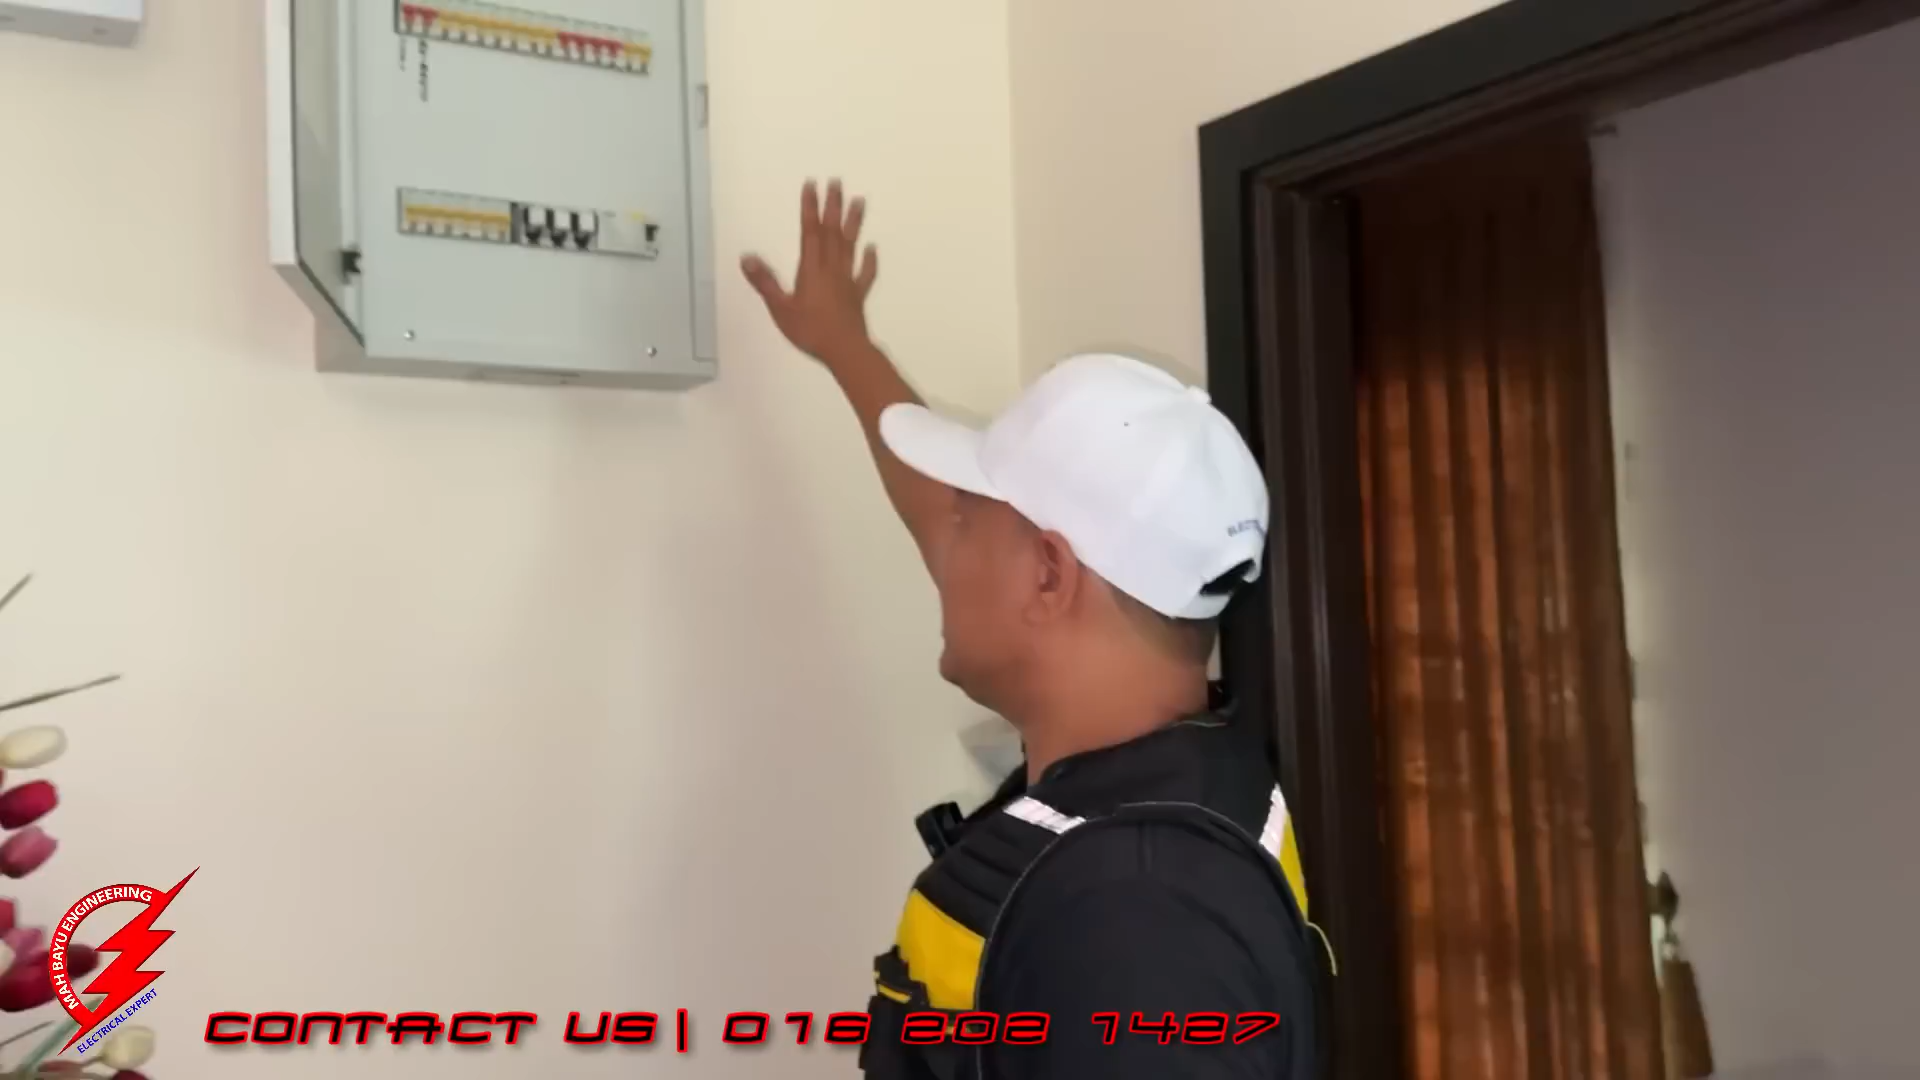 MAH BAYU ENGINEERING
ELECTRICAL EXPERT
CONTACT US| 016 202 1427